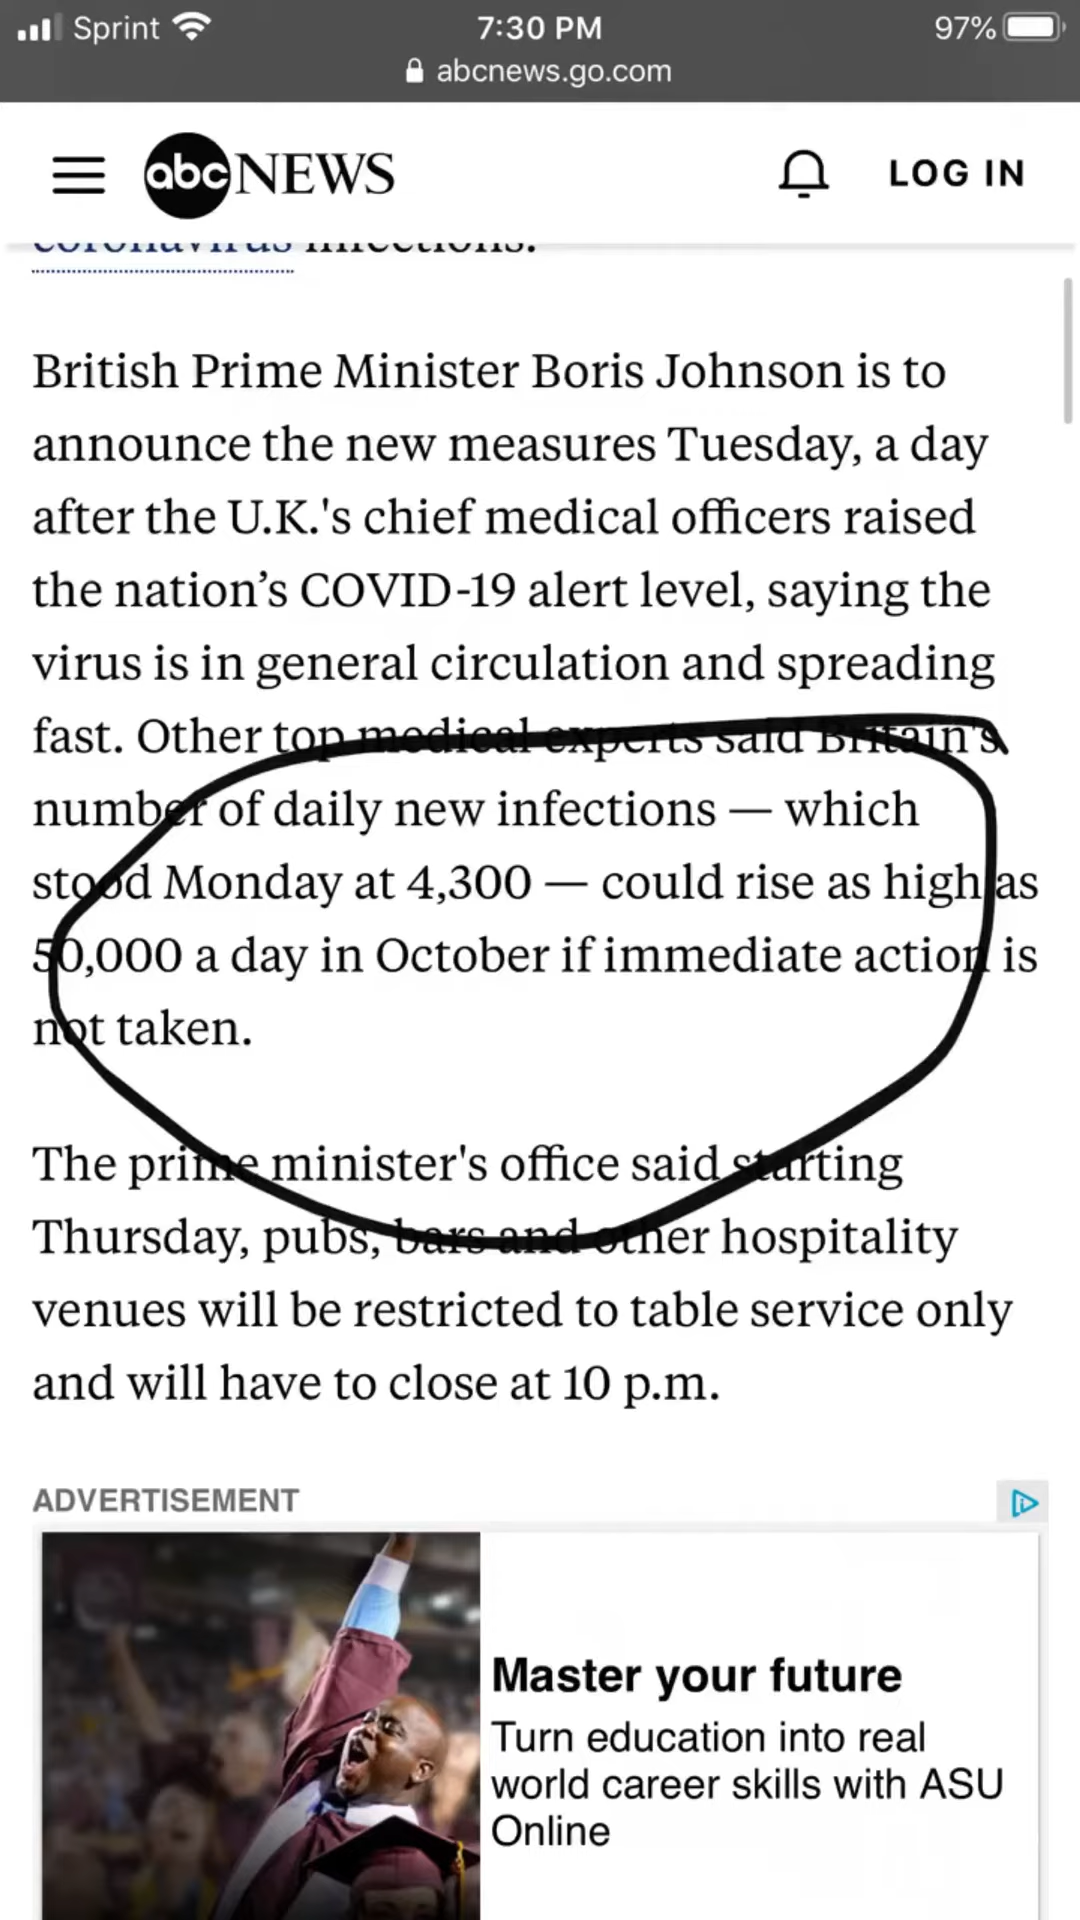 Sprint 7:30 PM 97%
abcnews.go.com
abc NEWS LOG IN
coronavirus infections.
British Prime Minister Boris Johnson is to
announce the new measures Tuesday, a day
after the U.K.'s chief medical officers raised
the nation’s COVID-19 alert level, saying the
virus is in general circulation and spreading
fast. Other top medical experts said Britain's
number of daily new infections — which
stood Monday at 4,300 — could rise as high as
50,000 a day in October if immediate action is
not taken.
The prime minister's office said starting
Thursday, pubs, bars and other hospitality
venues will be restricted to table service only
and will have to close at 10 p.m.
ADVERTISEMENT
Master your future
Turn education into real
world career skills with ASU
Online